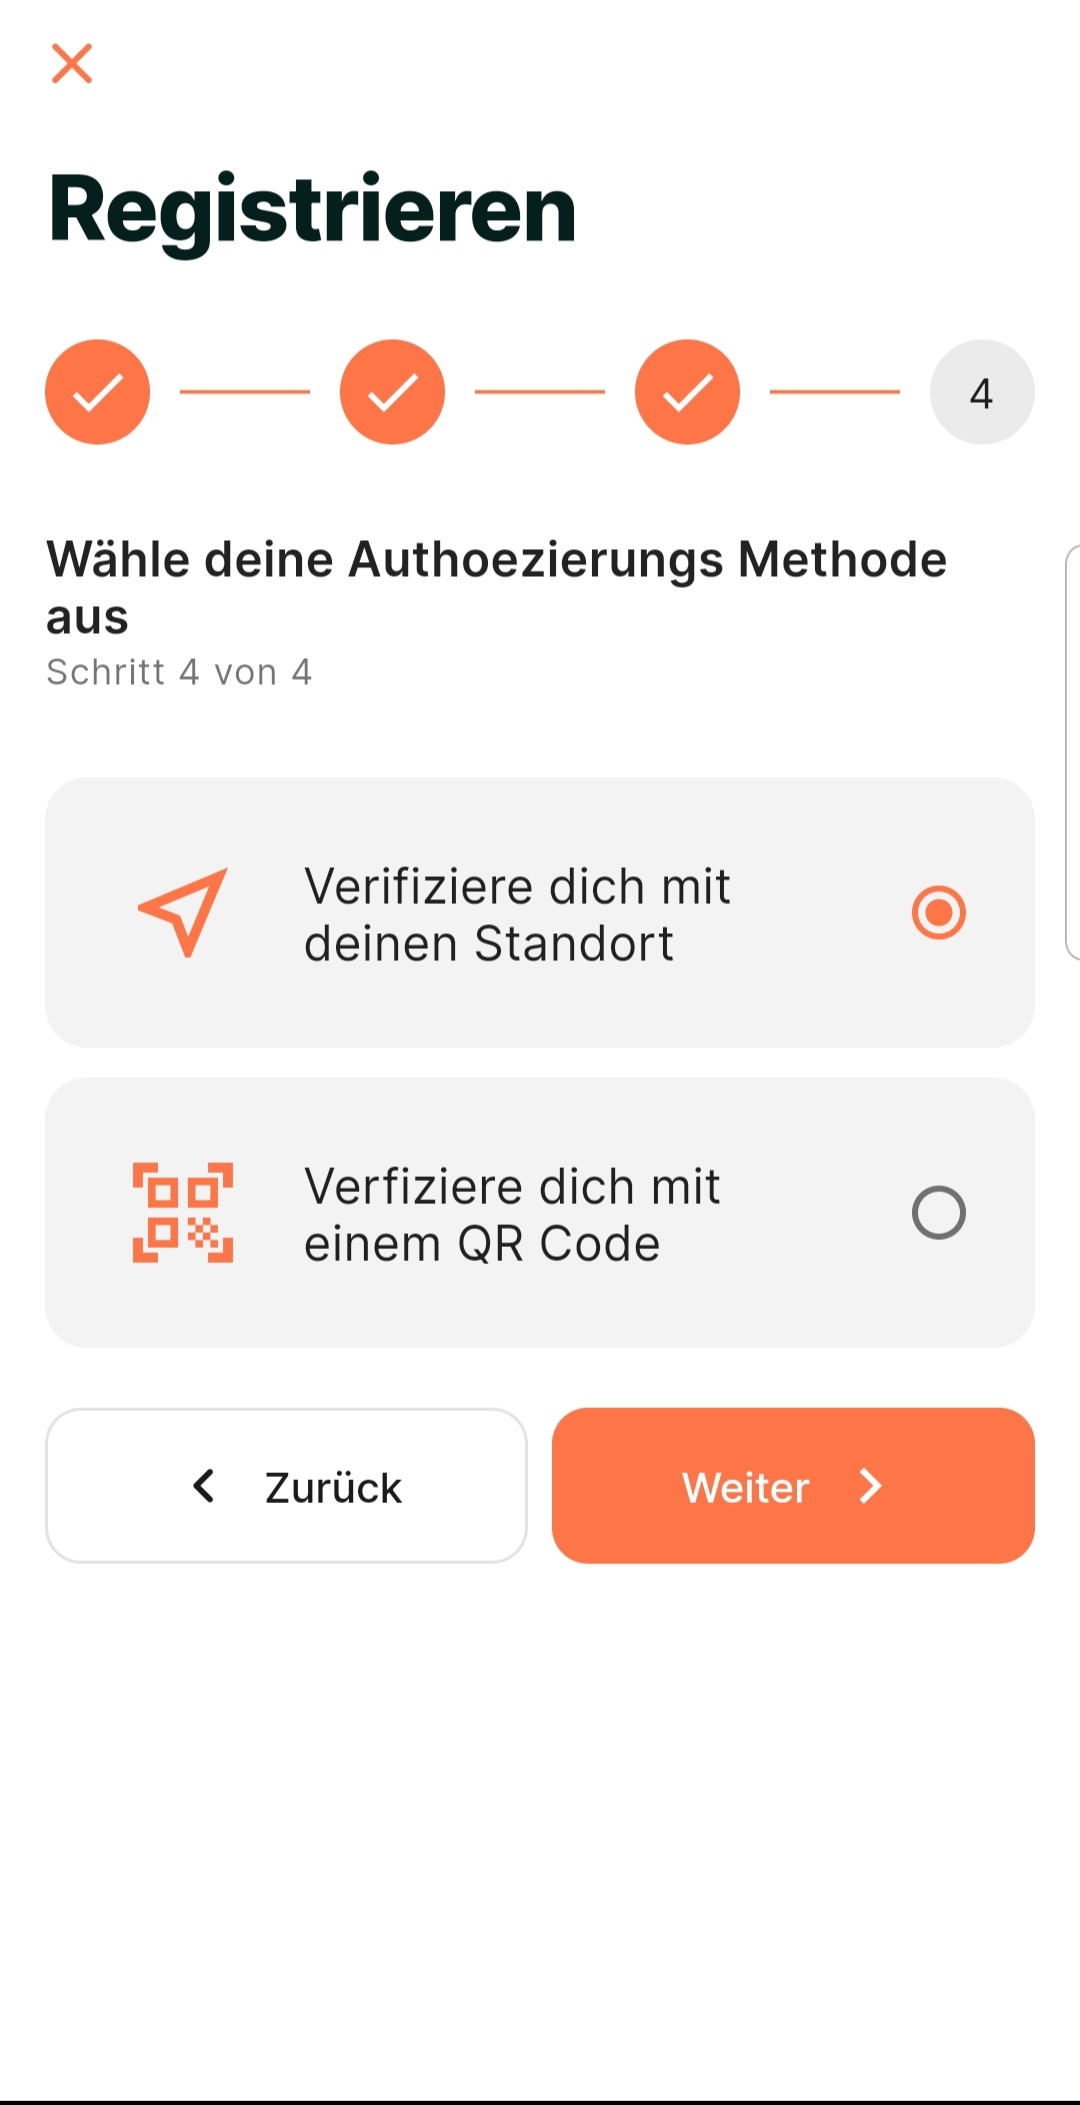 Registrieren
4
Wähle deine Authoezierungs Methode
aus
Schritt 4 von 4
Verifiziere dich mit
deinen Standort
Verfiziere dich mit
einem QR Code
Zurück
Weiter